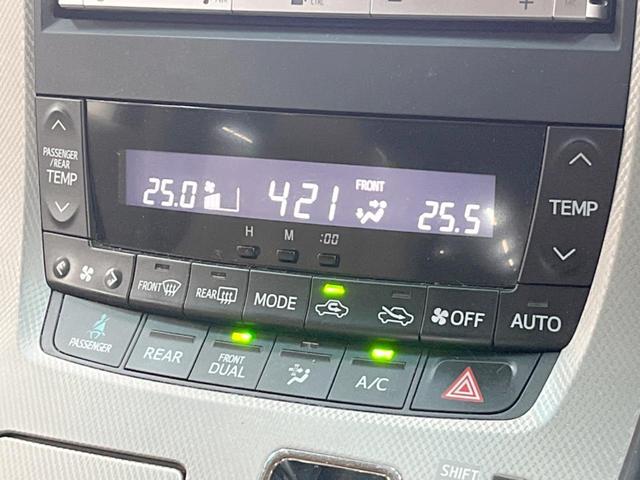 PASSENGER
/REAR
TEMP
25.0 4:21 FRONT 25.5
TEMP
H M :00
FRONT REAR MODE OFF AUTO
PASSENGER REAR FRONT DUAL A/C
SHIFT